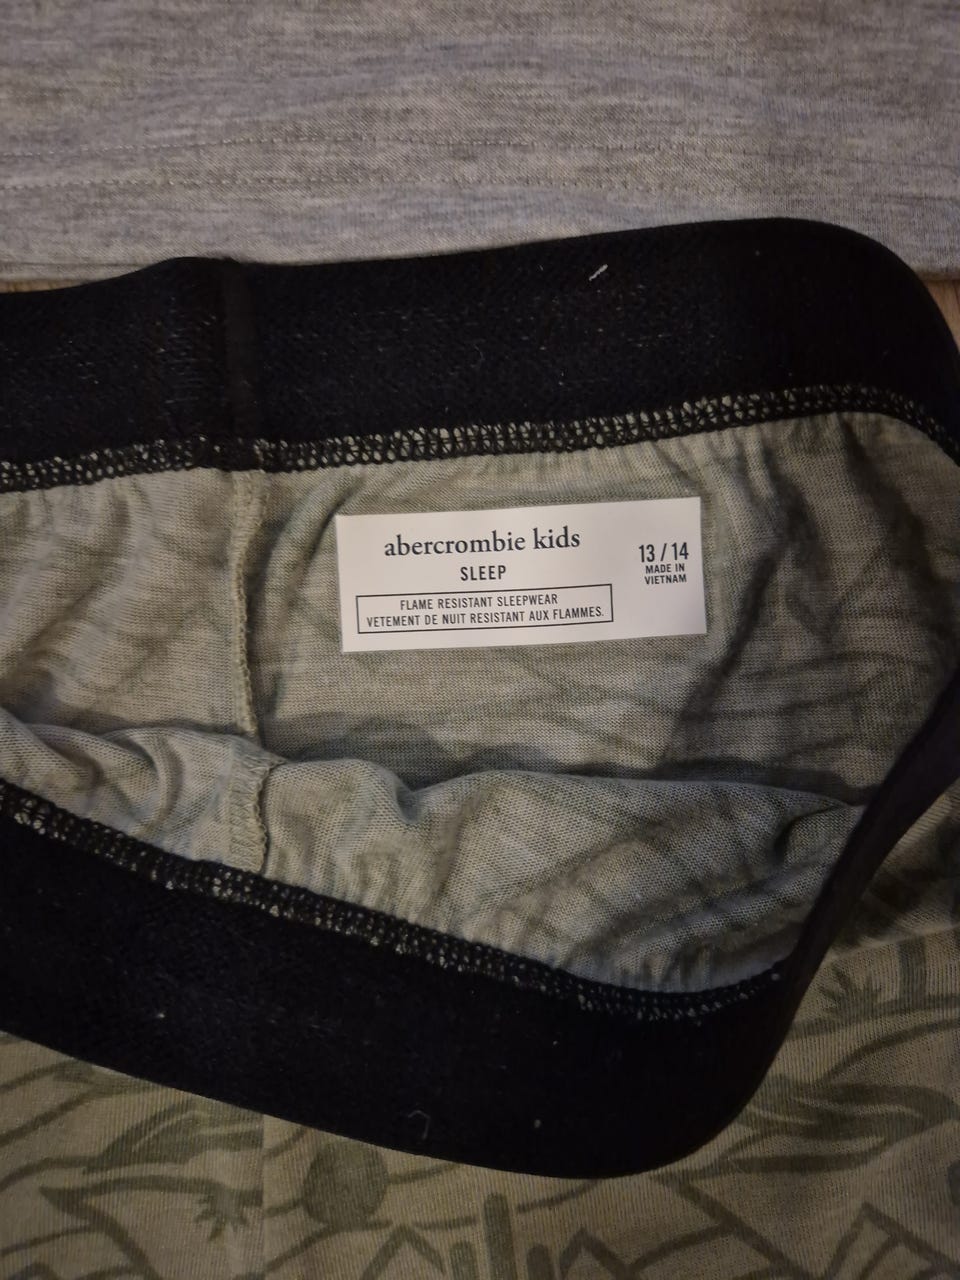 abercrombie kids
SLEEP
FLAME RESISTANT SLEEPWEAR
VETEMENT DE NUIT RESISTANT AUX FLAMMES.
13 / 14
MADE IN
VIETNAM